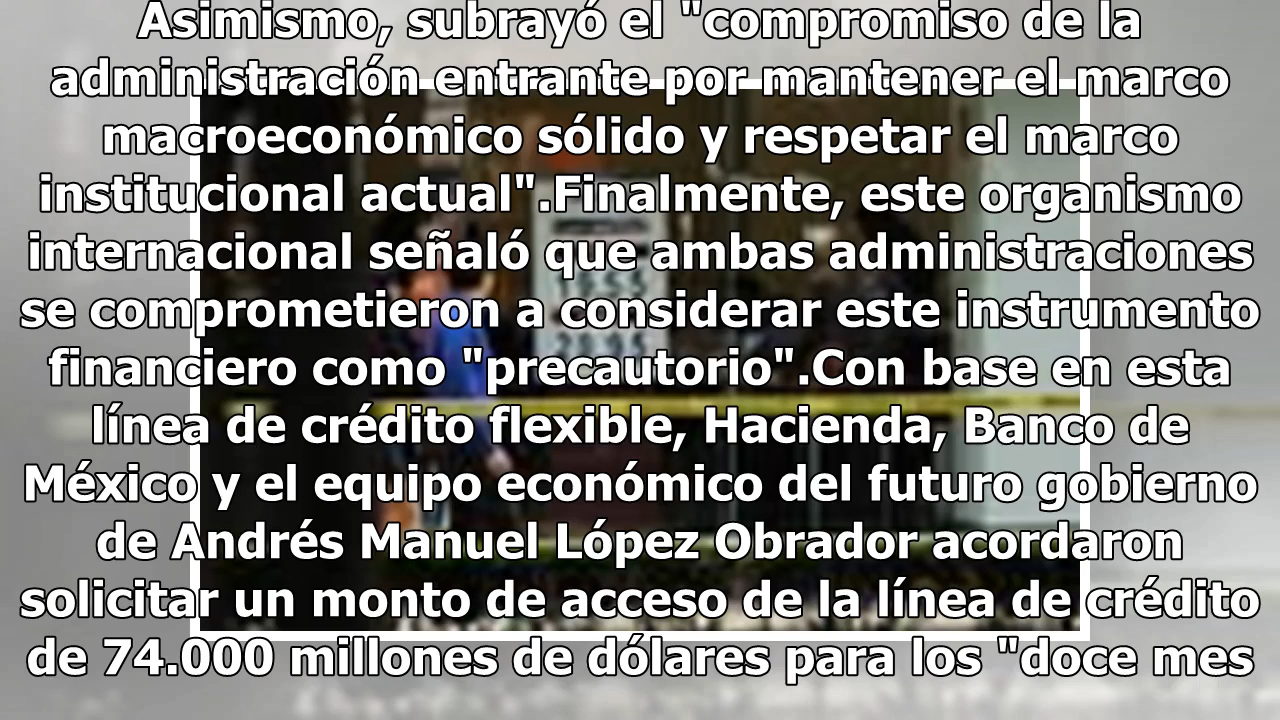 Asimismo, subrayó el "compromiso de la
administración entrante por mantener el marco
macroeconómico sólido y respetar el marco
institucional actual".Finalmente, este organismo
internacional señaló que ambas administraciones
se comprometieron a considerar este instrumento
financiero como "precautorio".Con base en esta
línea de crédito flexible, Hacienda, Banco de
México y el equipo económico del futuro gobierno
de Andrés Manuel López Obrador acordaron
solicitar un monto de acceso de la línea de crédito
de 74.000 millones de dólares para los "doce mes